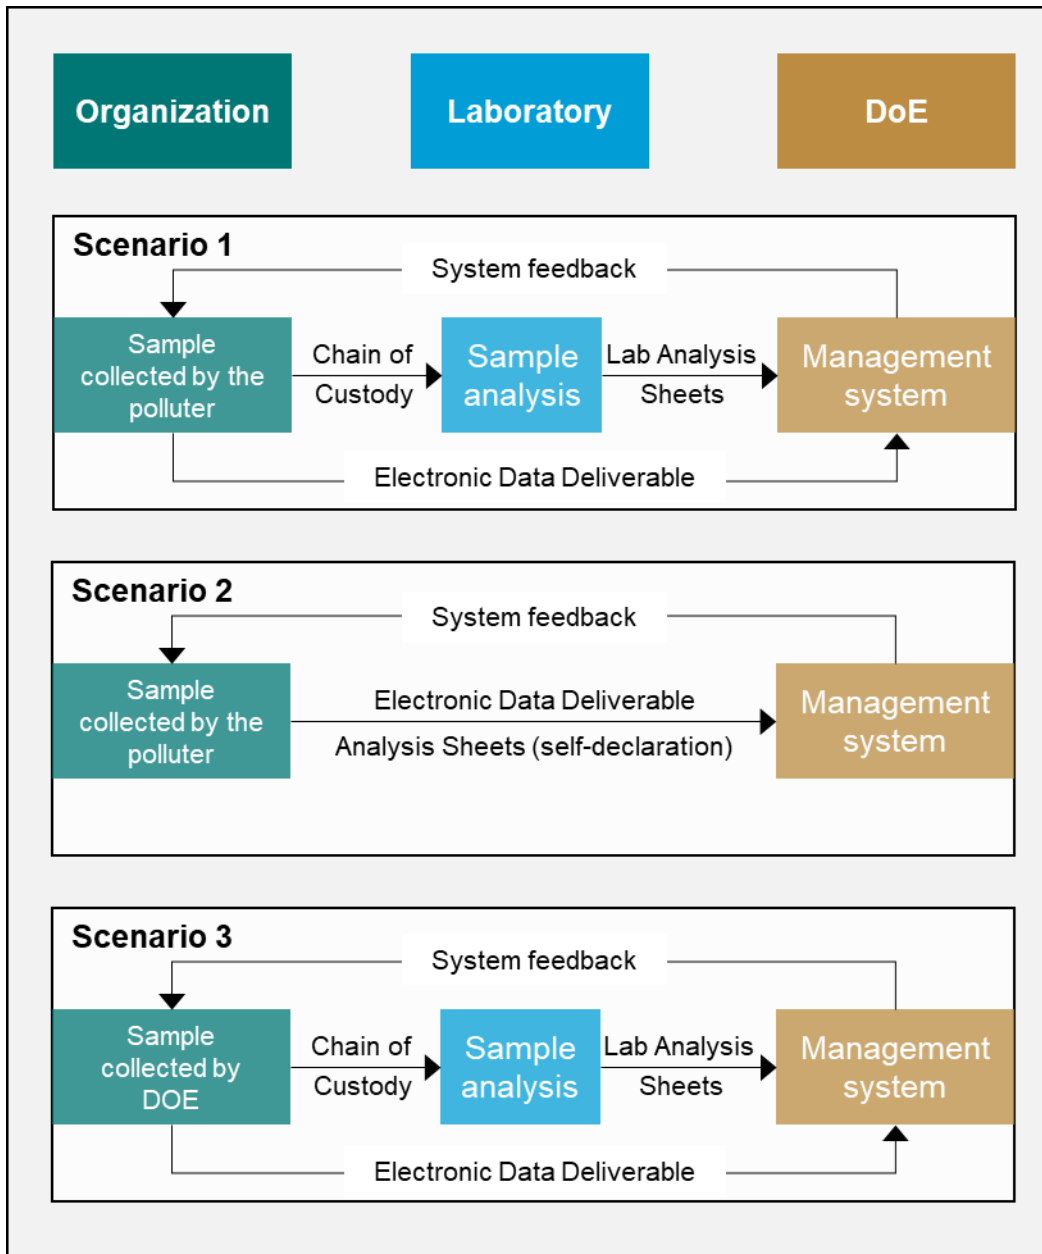 Organization
Laboratory
DoE
Scenario 1
System feedback
Sample
collected by the
polluter
Chain of
Custody
Sample
analysis
Lab Analysis
Sheets
Management
system
Electronic Data Deliverable
Scenario 2
System feedback
Sample
collected by the
polluter
Electronic Data Deliverable
Analysis Sheets (self-declaration)
Management
system
Scenario 3
System feedback
Sample
collected by
DOE
Chain of
Custody
Sample
analysis
Lab Analysis
Sheets
Management
system
Electronic Data Deliverable